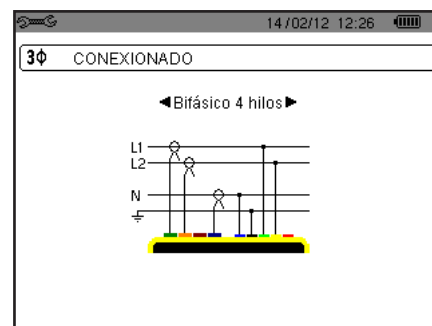 14/02/12 12:26
3Φ CONEXIONADO
◄Bifásico 4 hilos►
L1
L2
N